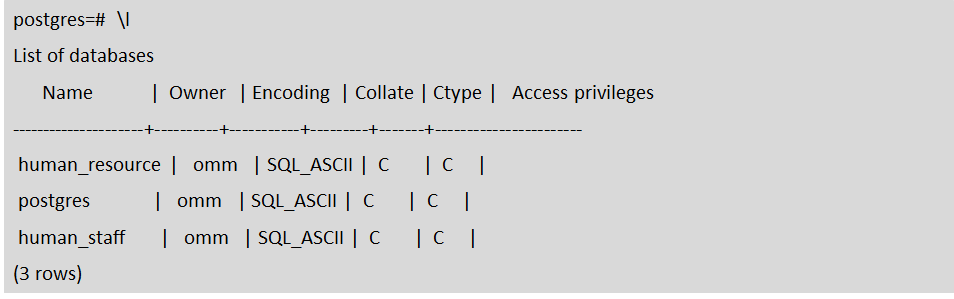 postgres=# \l
List of databases
Name | Owner | Encoding | Collate | Ctype | Access privileges
----------------------+----------+-----------+---------+-------+------------------------
human_resource | omm | SQL_ASCII | C | C |
postgres | omm | SQL_ASCII | C | C |
human_staff | omm | SQL_ASCII | C | C |
(3 rows)